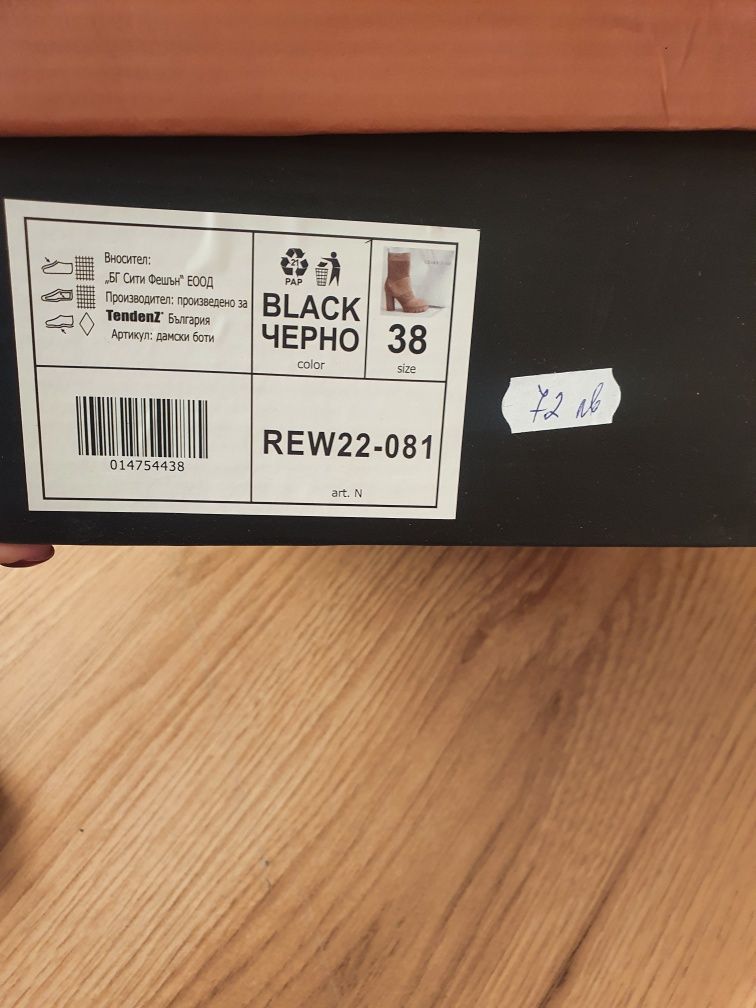 Вносител:
„БГ Сити Фешън" ЕООД
Производител: произведено за
TendenZ® България
Артикул: дамски боти
21
PAP
BLACK
ЧЕРНО
color
38
size
014754438
REW22-081
art. N
72 лв